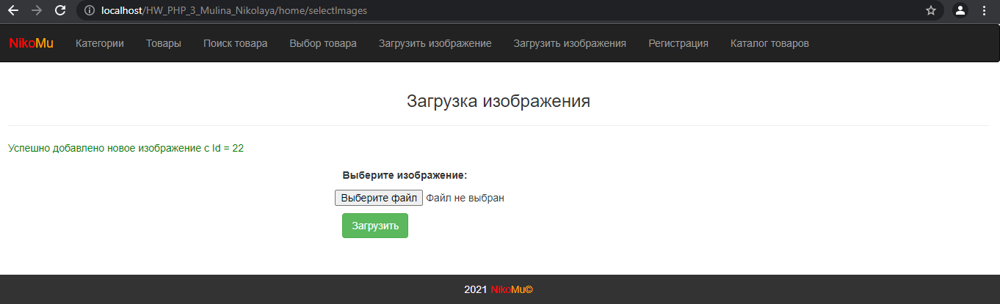 localhost/HW_PHP_3_Mulina_Nikolaya/home/selectImages
NikoMu Категории Товары Поиск товара Выбор товара Загрузить изображение Загрузить изображения Регистрация Каталог товаров
Загрузка изображения
Успешно добавлено новое изображение с Id = 22
Выберите изображение:
Выберите файл Файл не выбран
Загрузить
2021 NikoMu©